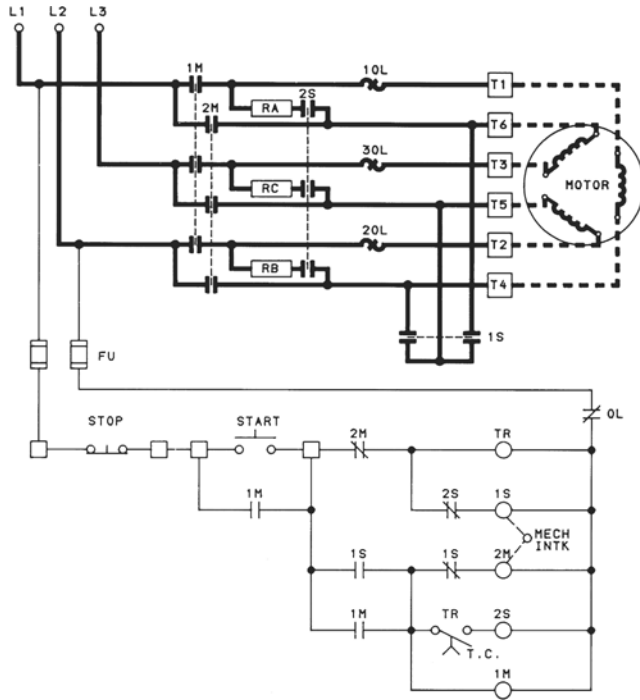 L1 L2 L3
1M 1OL T1
RA 2S
2M T6
3OL T3
RC T5
MOTOR
2OL T2
RB T4
1S
FU
OL
STOP START 2M TR
1M 2S 1S
MECH
INTK
1S 1S 2M
1M TR 2S
T.C.
1M